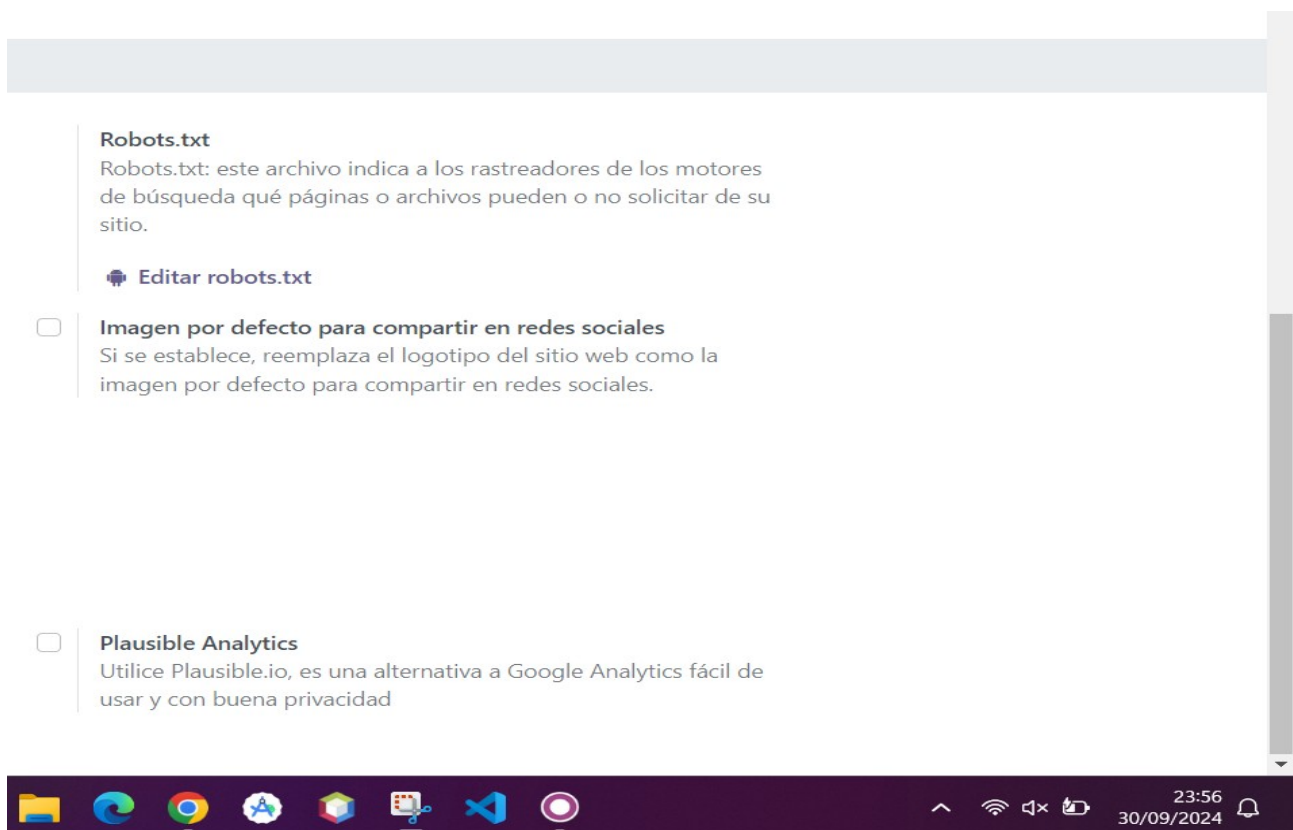 Robots.txt
Robots.txt: este archivo indica a los rastreadores de los motores
de búsqueda qué páginas o archivos pueden o no solicitar de su
sitio.
Editar robots.txt
Imagen por defecto para compartir en redes sociales
Si se establece, reemplaza el logotipo del sitio web como la
imagen por defecto para compartir en redes sociales.
Plausible Analytics
Utilice Plausible.io, es una alternativa a Google Analytics fácil de
usar y con buena privacidad
23:56
30/09/2024